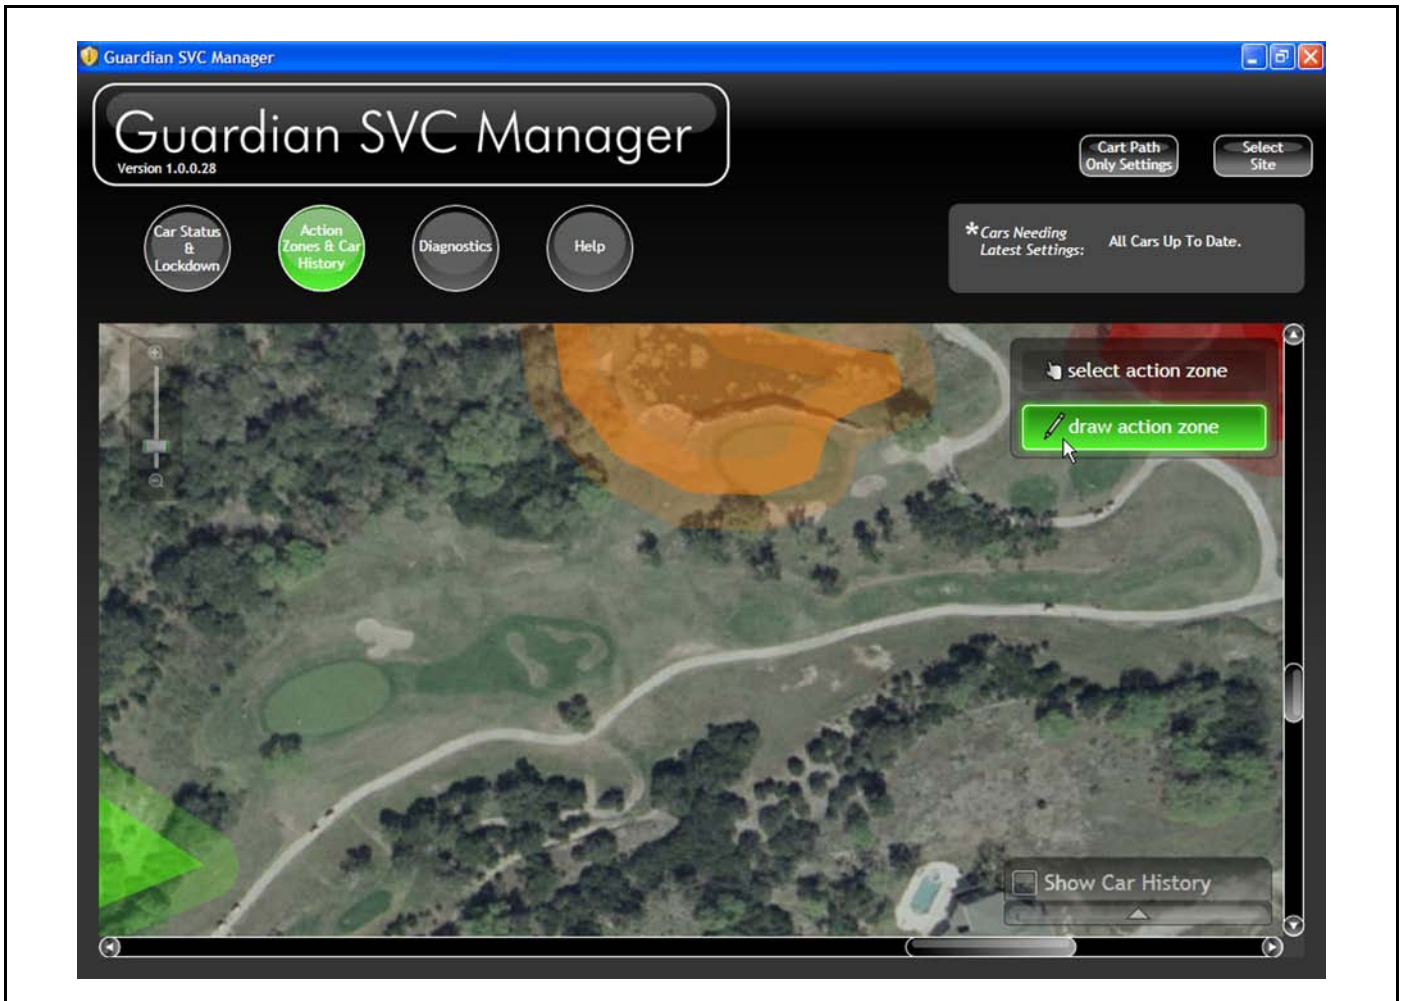 Guardian SVC Manager
Guardian SVC Manager
Version 1.0.0.28
Cart Path
Only Settings
Select
Site
Car Status
&
Lockdown
Action
Zones & Car
History
Diagnostics
Help
*Cars Needing
Latest Settings:
All Cars Up To Date.
select action zone
draw action zone
Show Car History